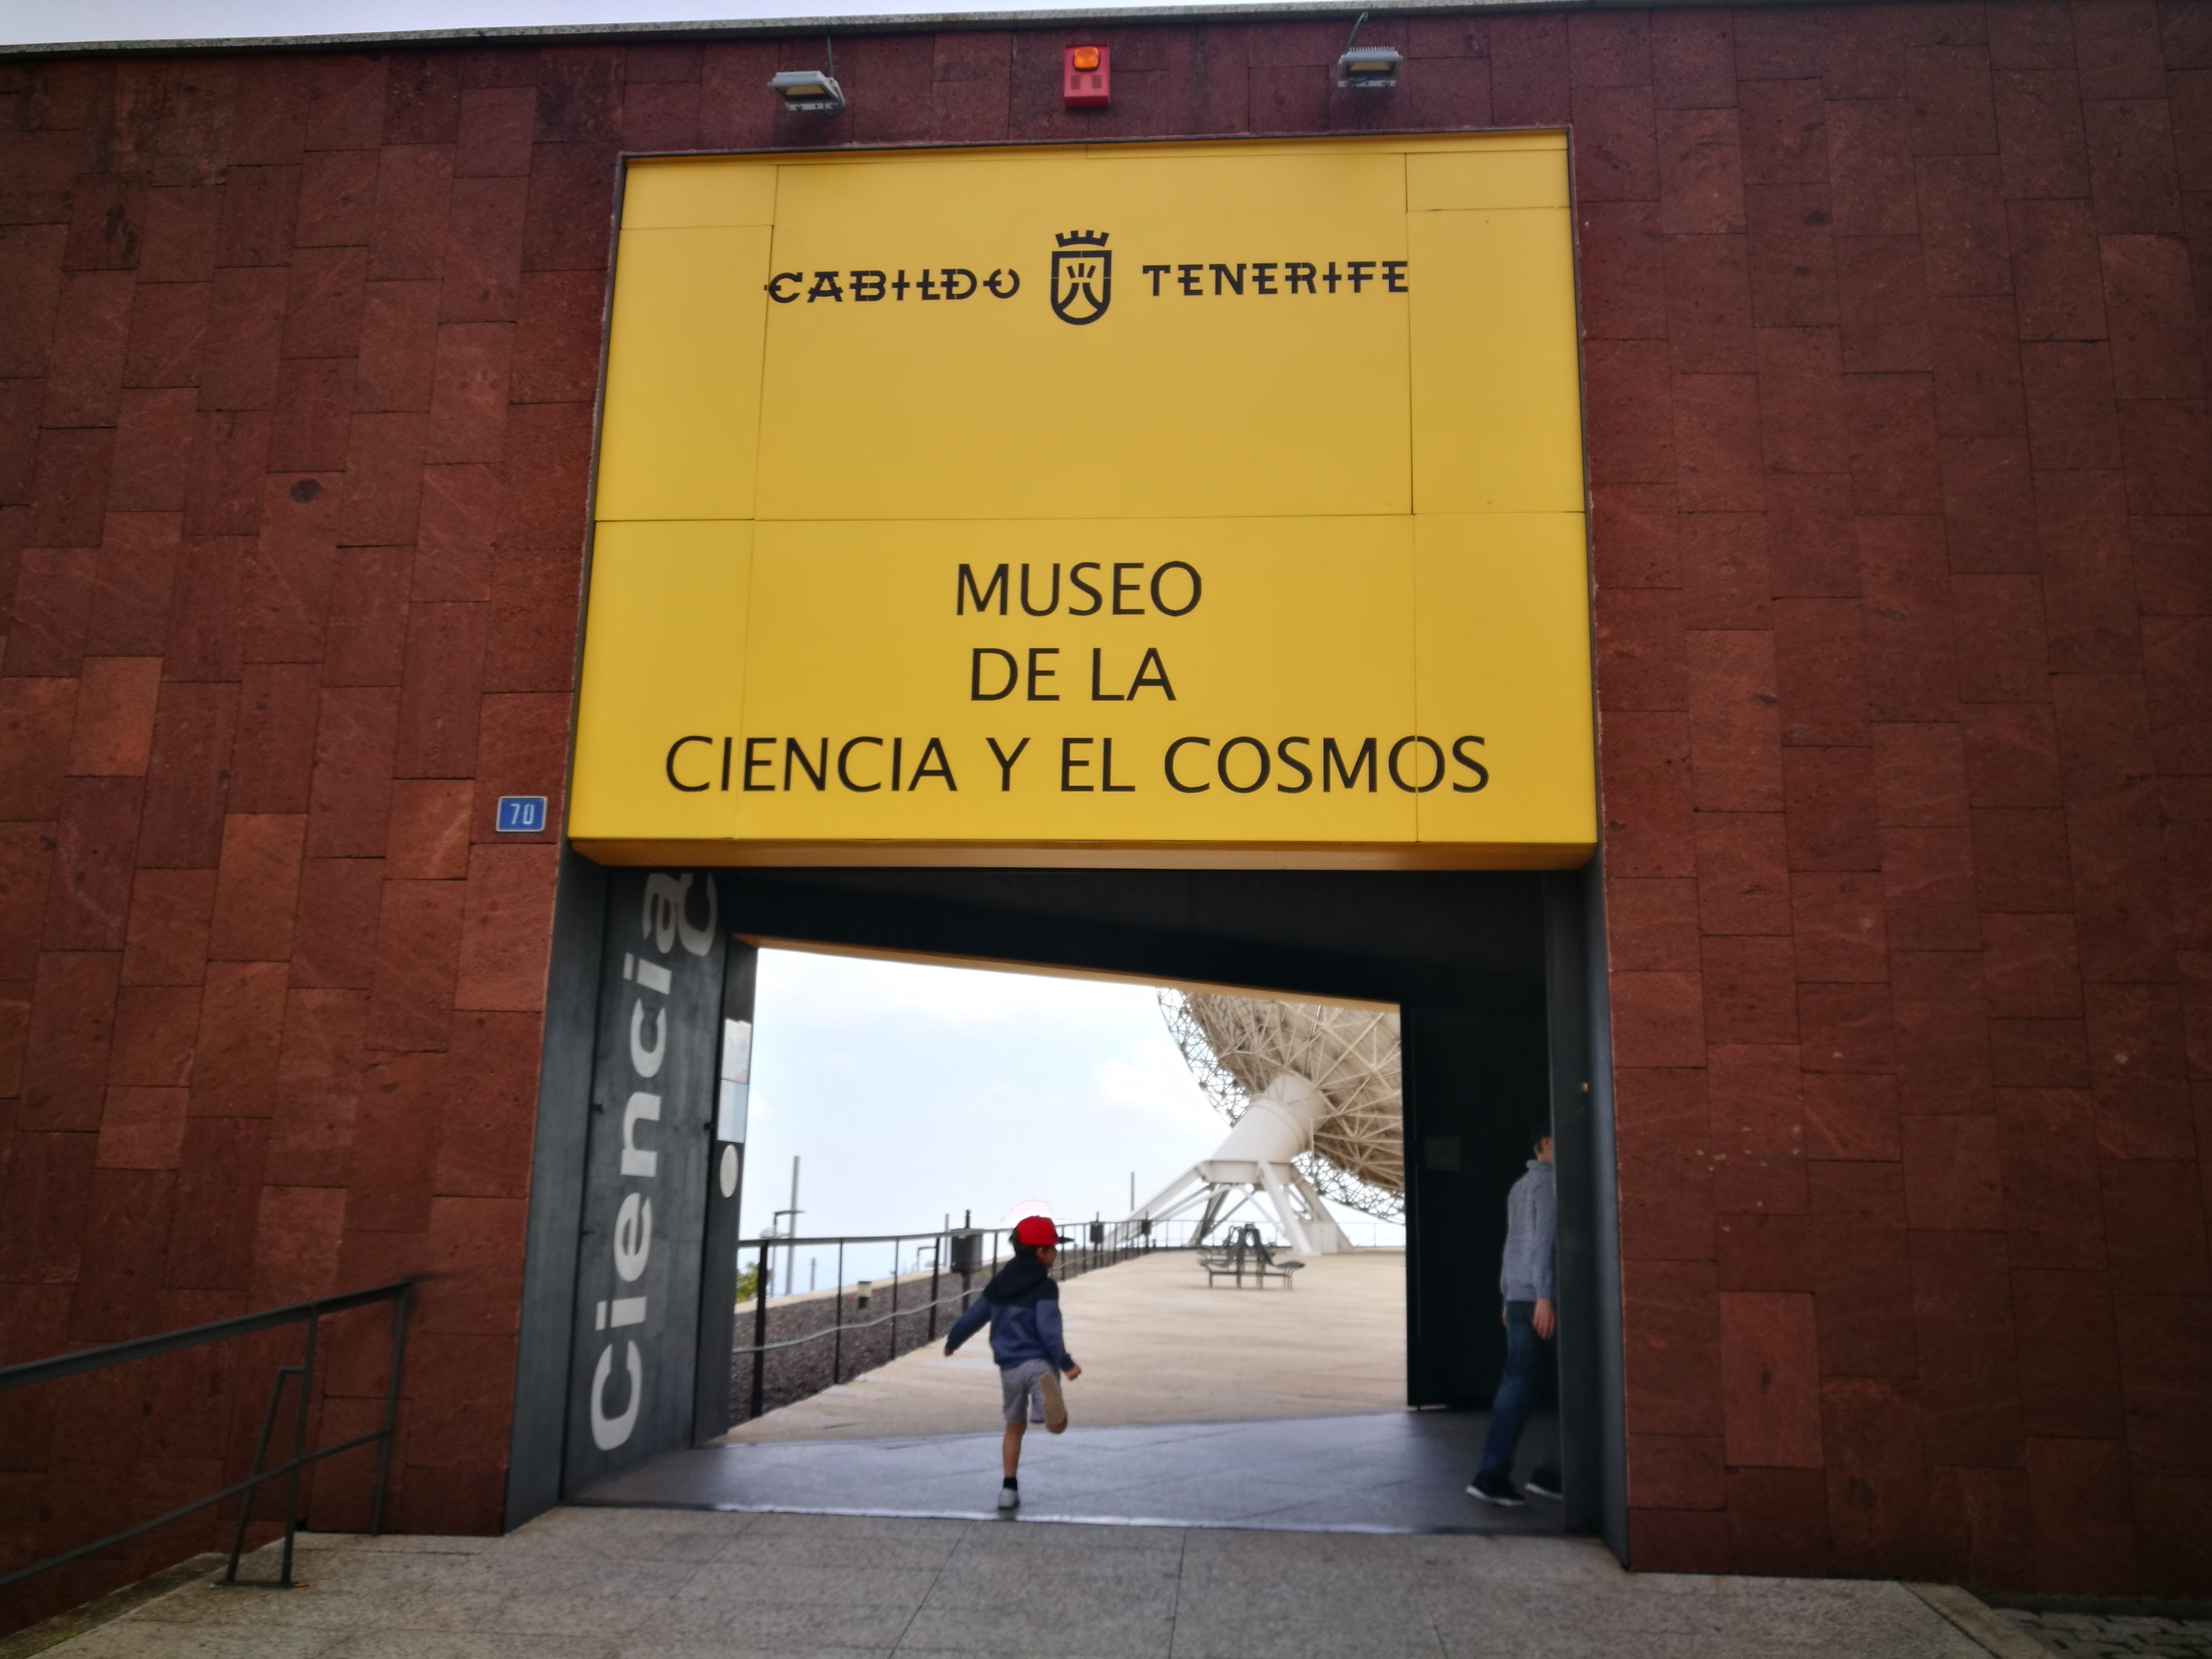 CABILDO TENERIFE
MUSEO
DE LA
CIENCIA Y EL COSMOS
70
Ciencia